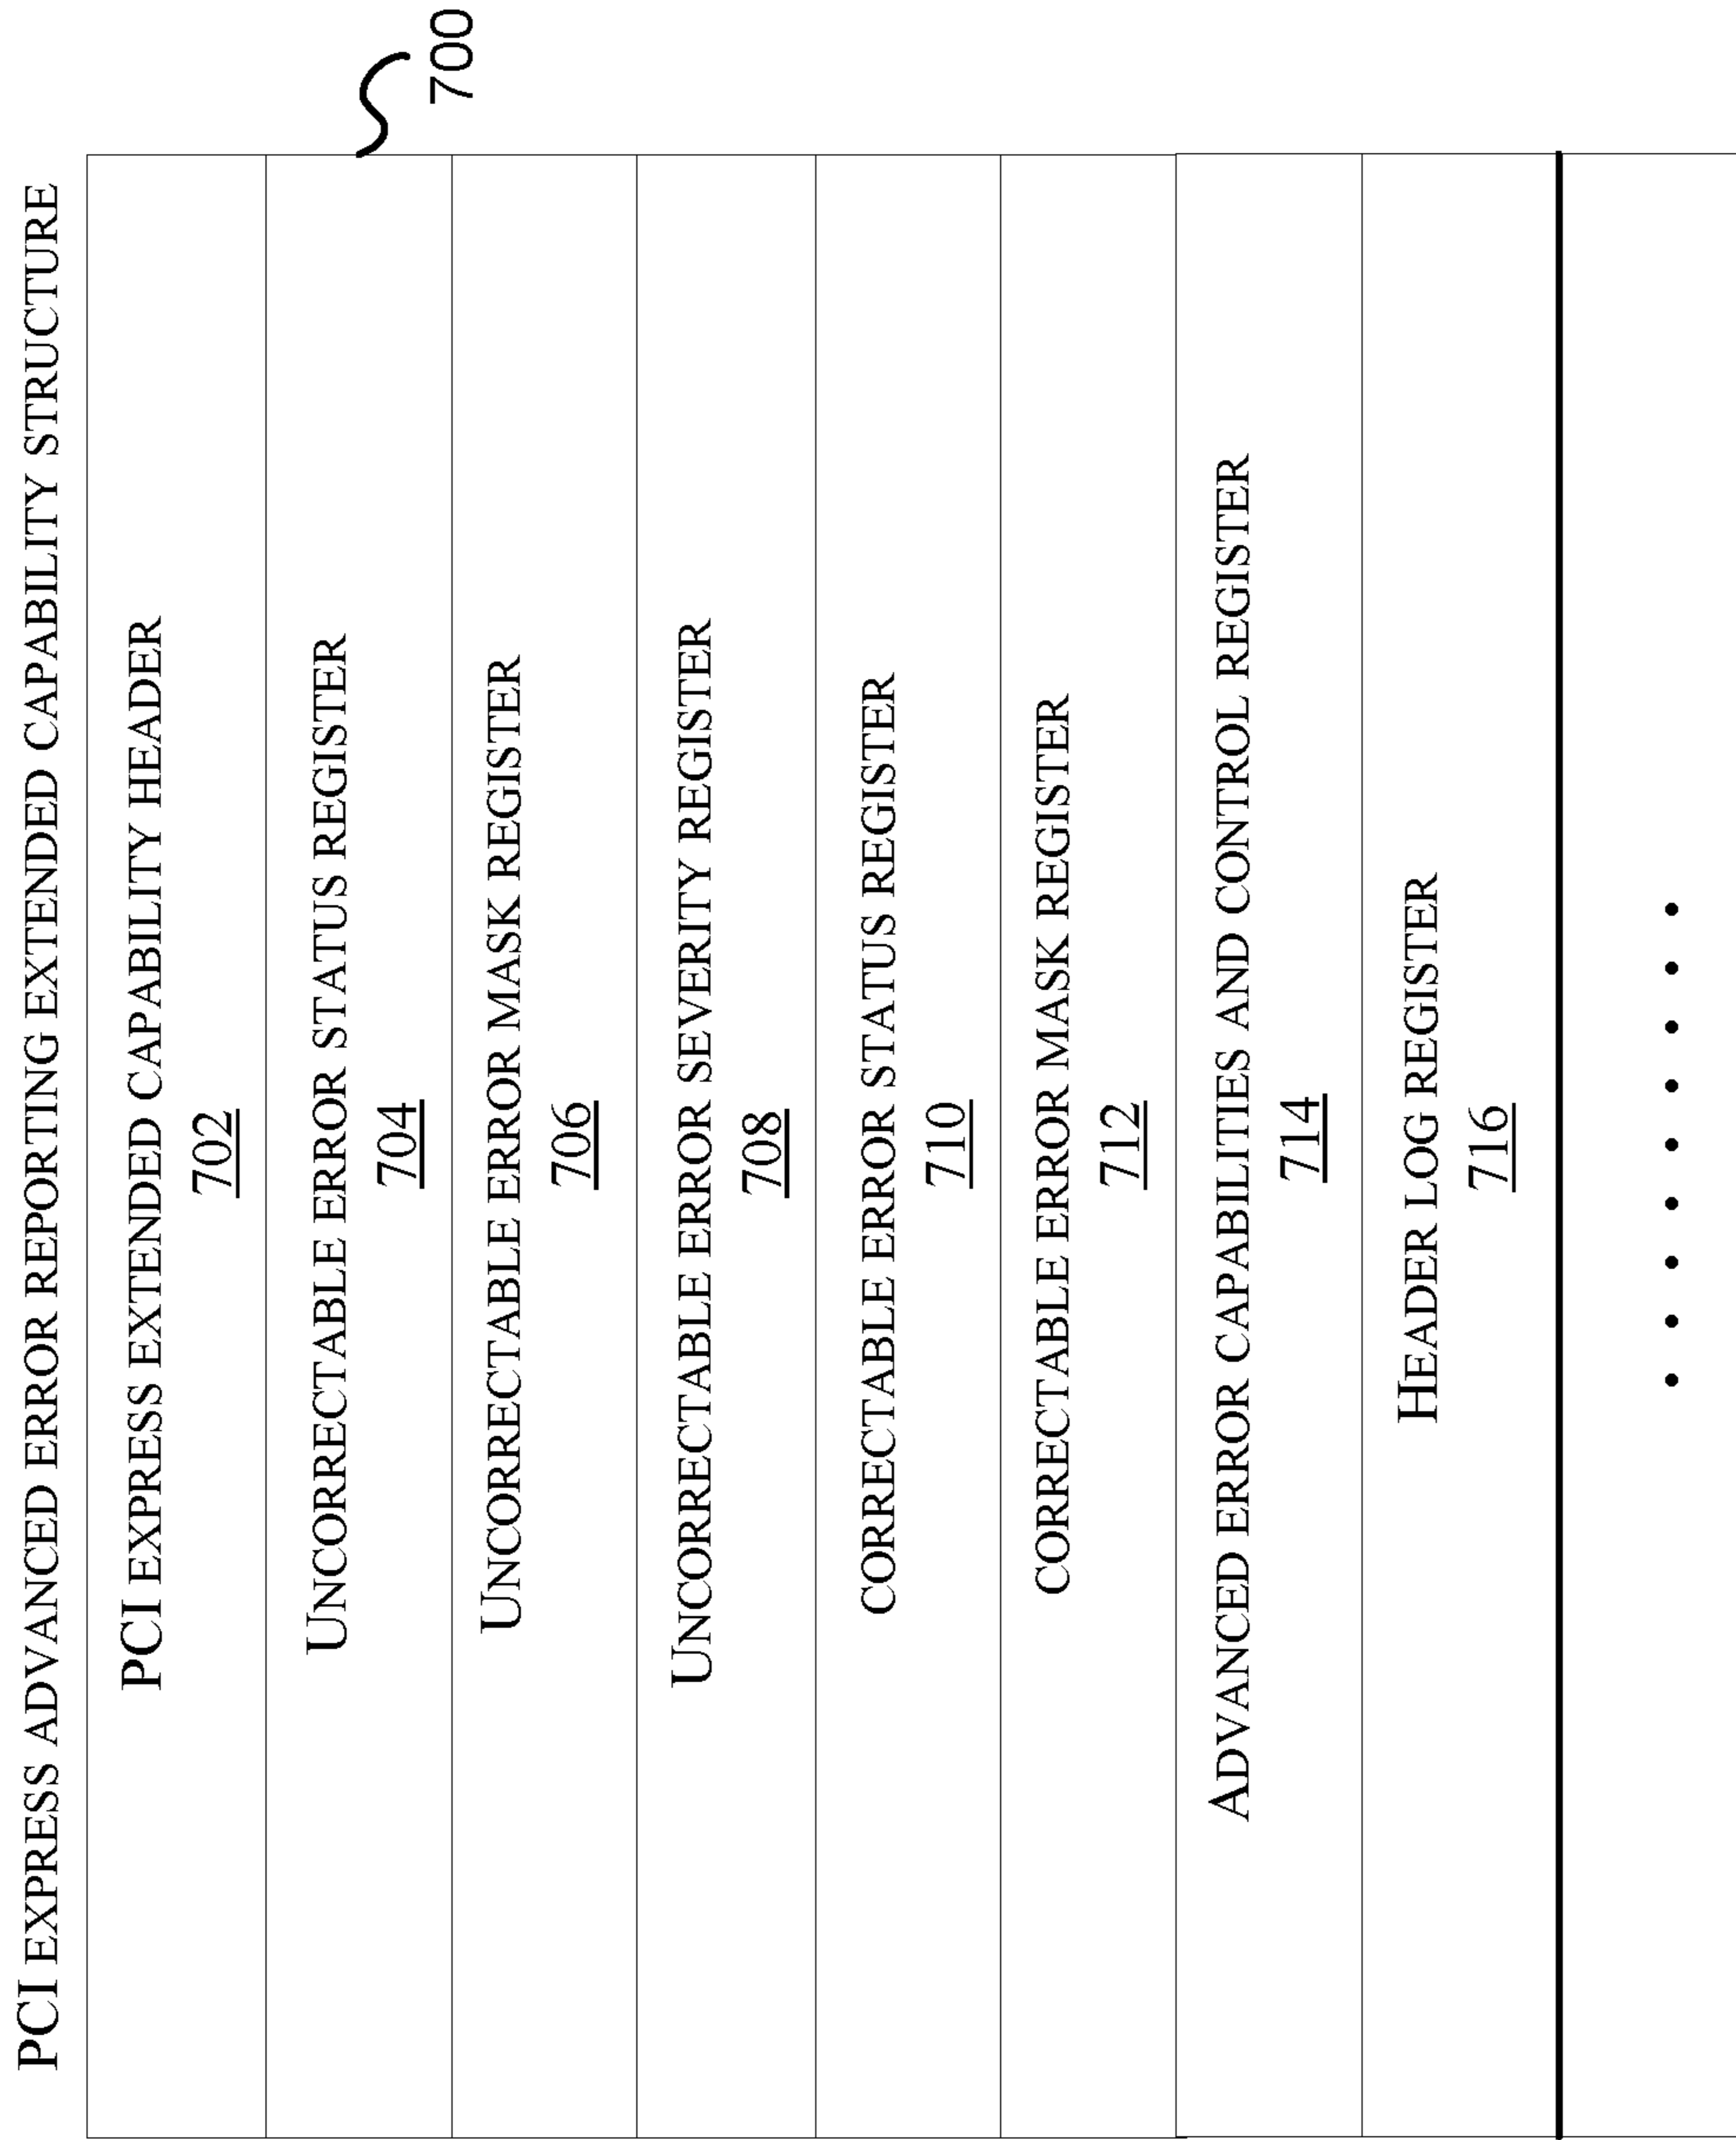 PCI EXPRESS ADVANCED ERROR REPORTING EXTENDED CAPABILITY STRUCTURE
700
PCI EXPRESS EXTENDED CAPABILITY HEADER
702
UNCORRECTABLE ERROR STATUS REGISTER
704
UNCORRECTABLE ERROR MASK REGISTER
706
UNCORRECTABLE ERROR SEVERITY REGISTER
708
CORRECTABLE ERROR STATUS REGISTER
710
CORRECTABLE ERROR MASK REGISTER
712
ADVANCED ERROR CAPABILITIES AND CONTROL REGISTER
714
HEADER LOG REGISTER
716
. . . . . . . . .